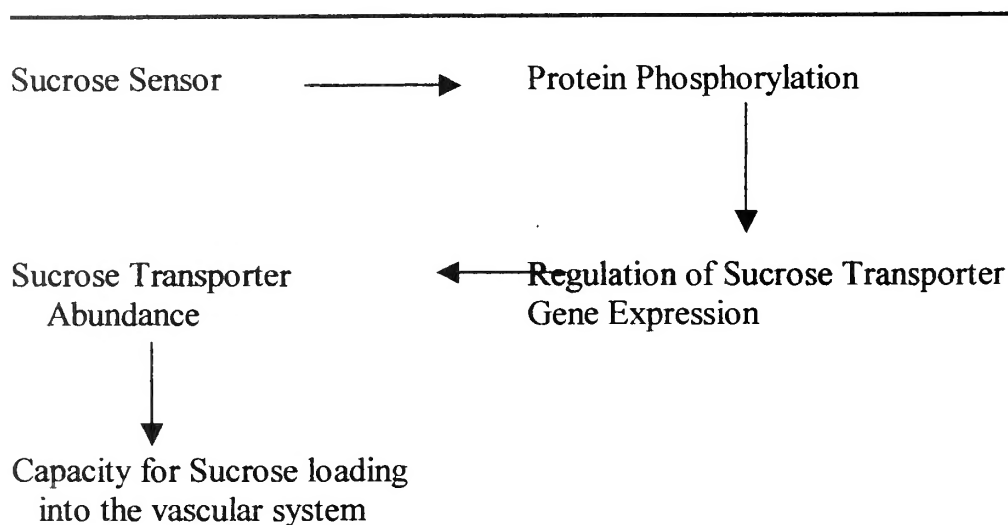 Sucrose Sensor
Protein Phosphorylation
Sucrose Transporter
Abundance
Regulation of Sucrose Transporter
Gene Expression
Capacity for Sucrose loading
into the vascular system